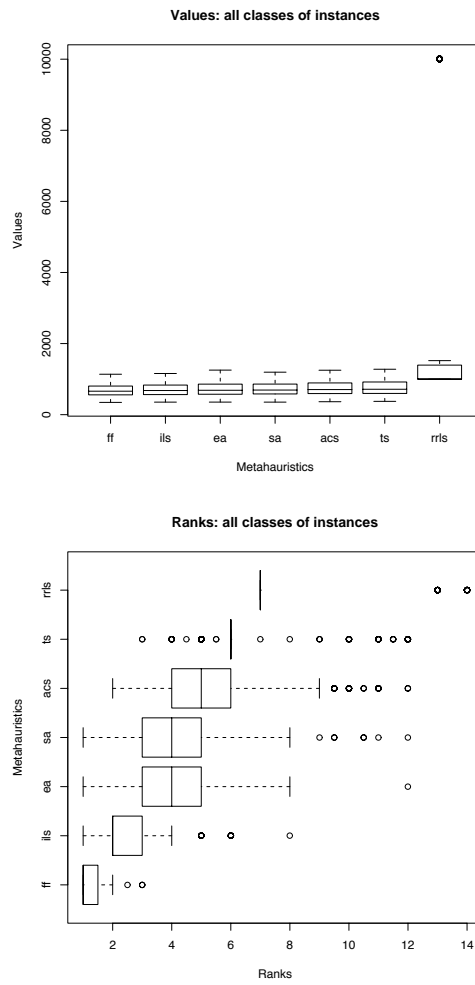 Values: all classes of instances
10000
8000
6000
4000
2000
0
Values
ff ils ea sa acs ts rrls
Metahauristics
Ranks: all classes of instances
rrls
ts
acs
sa
ea
ils
ff
Metahauristics
2 4 6 8 10 12 14
Ranks